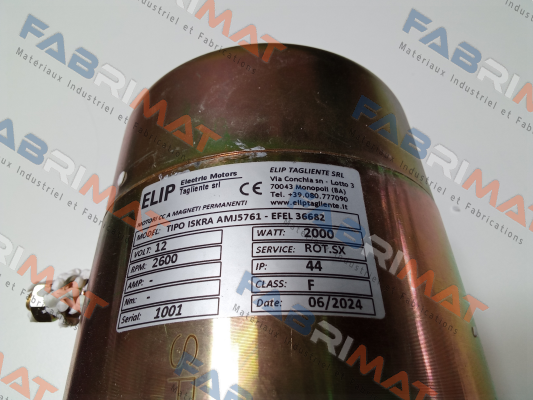 FABRIMAT
Materiaux Industriel et Fabrications
ELIP Electric Motors
Tagliente srl
CE
ELIP TAGLIENTE SRL
Via Conchia sn - Lotto 3
70043 Monopoli (BA)
Tel. +39.080.777090
www.eliptagliente.it
MOTORI CC A MAGNETI PERMANENTI
MODEL: TIPO ISKRA AMJ5761 - EFEL 36682
VOLT: 12 WATT: 2000
RPM: 2600 SERVICE: ROT.SX
AMP: - IP: 44
Nm: - CLASS: F
Serial: 1001 Date: 06/2024